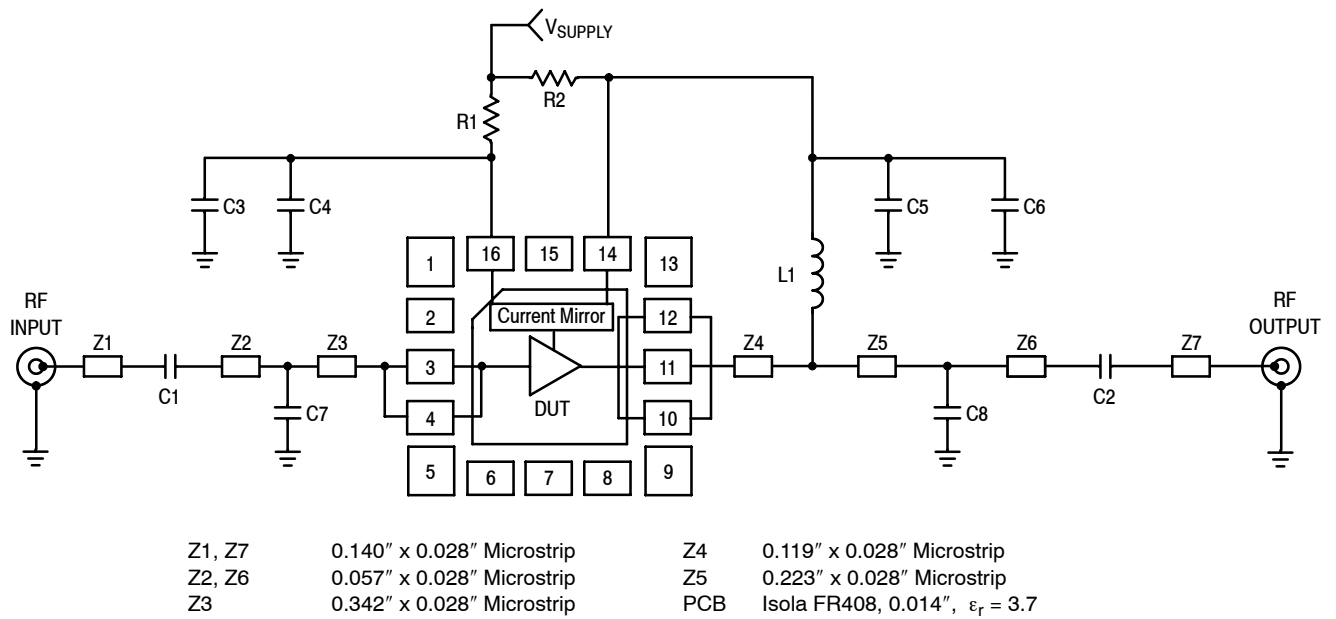 VSUPPLY
R2
R1
C3
C4
C5
C6
1
16
15
14
13
L1
RF
INPUT
2
Current Mirror
12
RF
OUTPUT
Z1
Z2
Z3
3
11
Z4
Z5
Z6
Z7
C1
C7
4
DUT
10
C8
C2
5
6
7
8
9
Z1, Z7 0.140″ x 0.028″ Microstrip
Z2, Z6 0.057″ x 0.028″ Microstrip
Z3 0.342″ x 0.028″ Microstrip
Z4 0.119″ x 0.028″ Microstrip
Z5 0.223″ x 0.028″ Microstrip
PCB Isola FR408, 0.014″, εr = 3.7